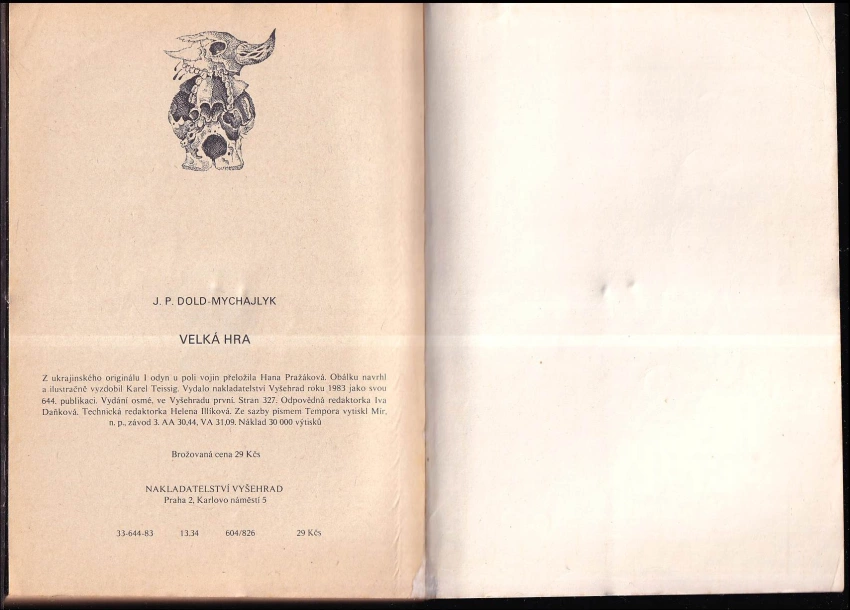 J. P. DOLD-MYCHAJLYK
VELKÁ HRA
Z ukrajinského originálu I odyn u poli vojin přeložila Hana Pražáková. Obálku navrhl
a ilustračně vyzdobil Karel Teissig. Vydalo nakladatelství Vyšehrad roku 1983 jako svou
644. publikaci. Vydání osmé, ve Vyšehradu první. Stran 327. Odpovědná redaktorka Iva
Daňková. Technická redaktorka Helena Illíková. Ze sazby písmem Tempora vytiskl Mír,
n. p., závod 3. AA 30,44, VA 31,09. Náklad 30 000 výtisků
Brožovaná cena 29 Kčs
NAKLADATELSTVÍ VYŠEHRAD
Praha 2, Karlovo náměstí 5
33-644-83 13.34 604/826 29 Kčs